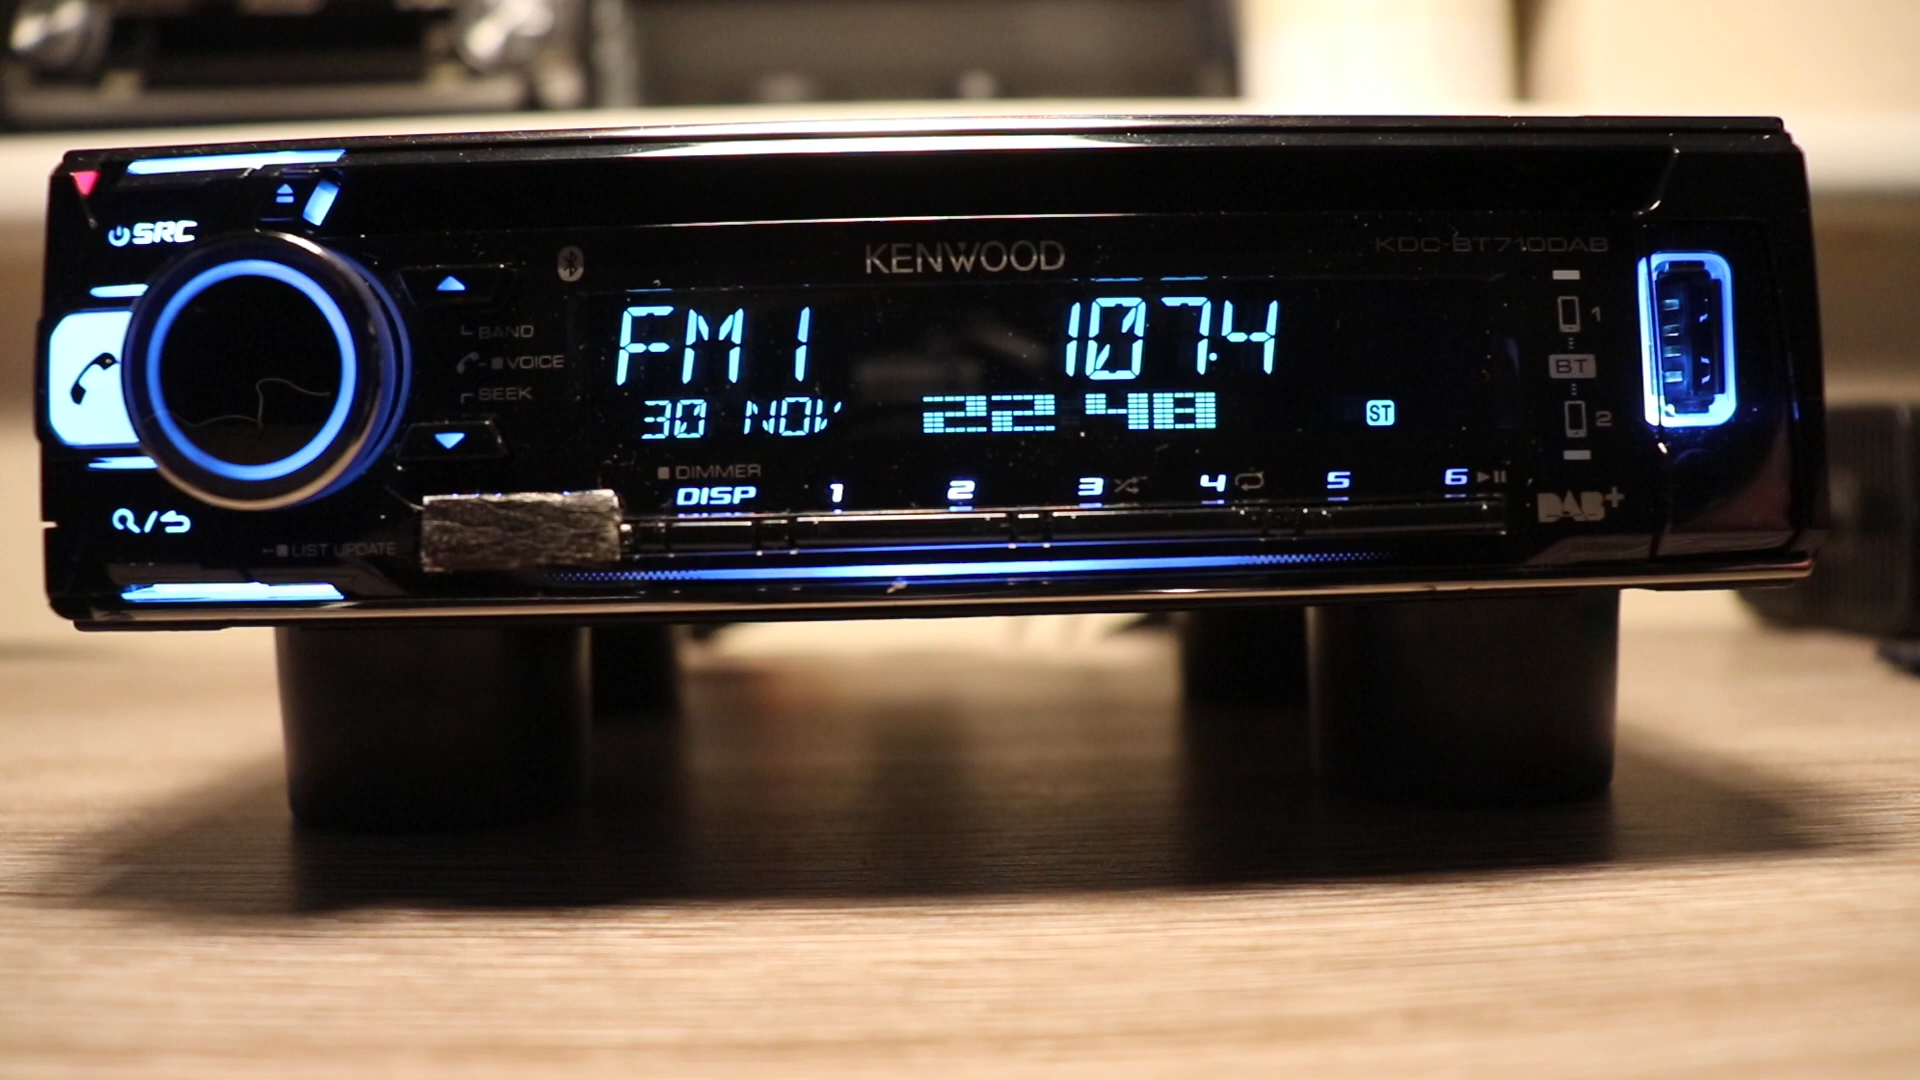 SRC
KENWOOD
KDC-BT710DAB
BAND
VOICE
SEEK
FM1 107.4
30 NOV 22 48 ST
1
BT
2
DIMMER
DISP 1 2 3 4 5 6
DAB+
LIST UPDATE